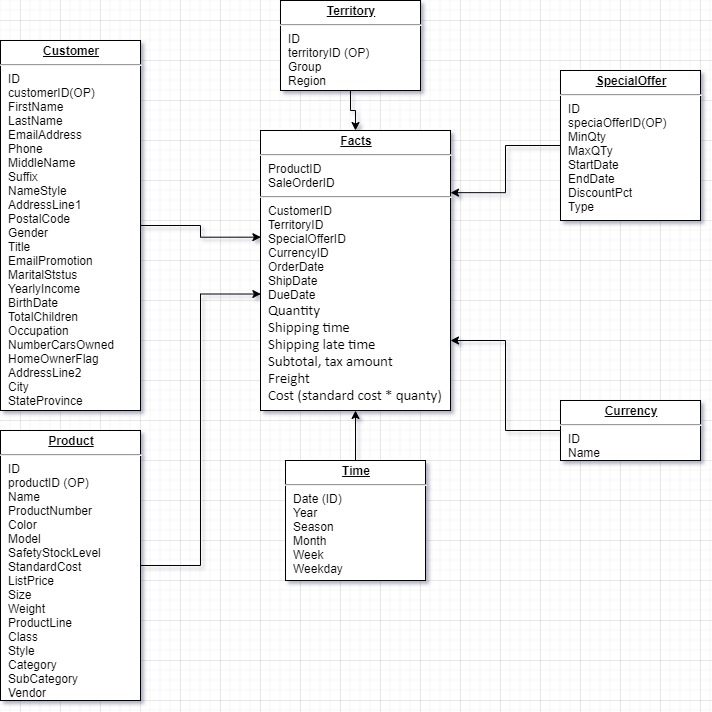 Territory
ID
territoryID (OP)
Group
Region
Customer
ID
customerID(OP)
FirstName
LastName
EmailAddress
Phone
MiddleName
Suffix
NameStyle
AddressLine1
PostalCode
Gender
Title
EmailPromotion
MaritalStstus
YearlyIncome
BirthDate
TotalChildren
Occupation
NumberCarsOwned
HomeOwnerFlag
AddressLine2
City
StateProvince
SpecialOffer
ID
speciaOfferID(OP)
MinQty
MaxQTy
StartDate
EndDate
DiscountPct
Type
Facts
ProductID
SaleOrderID
CustomerID
TerritoryID
SpecialOfferID
CurrencyID
OrderDate
ShipDate
DueDate
Quantity
Shipping time
Shipping late time
Subtotal, tax amount
Freight
Cost (standard cost * quanty)
Currency
ID
Name
Product
ID
productID (OP)
Name
ProductNumber
Color
Model
SafetyStockLevel
StandardCost
ListPrice
Size
Weight
ProductLine
Class
Style
Category
SubCategory
Vendor
Time
Date (ID)
Year
Season
Month
Week
Weekday